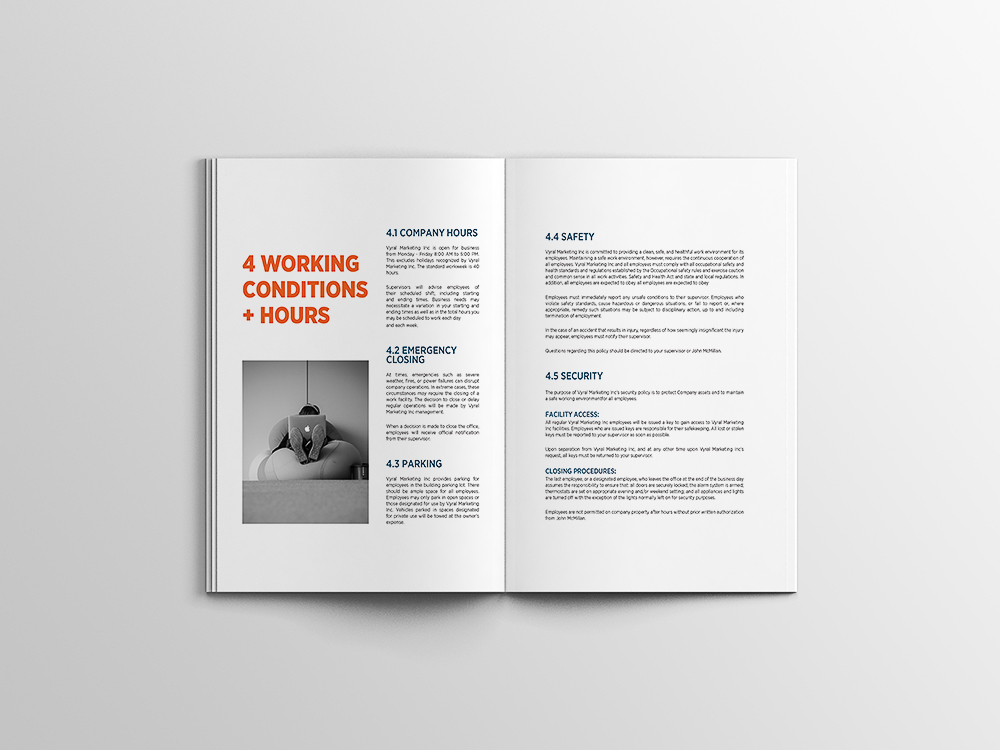 4 WORKING
CONDITIONS
+ HOURS
4.1 COMPANY HOURS
Vyral Marketing Inc is open for business
from Monday - Friday 8:00 AM to 5:00 PM.
This excludes holidays recognized by Vyral
Marketing Inc. The standard workweek is 40
hours.
Supervisors will advise employees of
their scheduled shift, including starting
and ending times. Business needs may
necessitate a variation in your starting and
ending times as well as in the total hours you
may be scheduled to work each day
and each week.
4.2 EMERGENCY
CLOSING
At times, emergencies such as severe
weather, fires, or power failures can disrupt
company operations. In extreme cases, these
circumstances may require the closing of a
work facility. The decision to close or delay
regular operations will be made by Vyral
Marketing Inc management.
When a decision is made to close the office,
employees will receive official notification
from their supervisor.
4.3 PARKING
Vyral Marketing Inc provides parking for
employees in the building parking lot. There
should be ample space for all employees.
Employees may only park in open spaces or
those designated for use by Vyral Marketing
Inc. Vehicles parked in spaces designated
for private use will be towed at the owner's
expense.
4.4 SAFETY
Vyral Marketing Inc is committed to providing a clean, safe, and healthful work environment for its
employees. Maintaining a safe work environment, however, requires the continuous cooperation of
all employees. Vyral Marketing Inc and all employees must comply with all occupational safety and
health standards and regulations established by the Occupational safety rules and exercise caution
and common sense in all work activities. Safety and Health Act and state and local regulations. In
addition, all employees are expected to obey all employees are expected to obey
Employees must immediately report any unsafe conditions to their supervisor. Employees who
violate safety standards, cause hazardous or dangerous situations, or fail to report or, where
appropriate, remedy such situations may be subject to disciplinary action, up to and including
termination of employment.
In the case of an accident that results in injury, regardless of how seemingly insignificant the injury
may appear, employees must notify their supervisor.
Questions regarding this policy should be directed to your supervisor or John McMillan.
4.5 SECURITY
The purpose of Vyral Marketing Inc's security policy is to protect Company assets and to maintain
a safe working environmentfor all employees.
FACILITY ACCESS:
All regular Vyral Marketing Inc employees will be issued a key to gain access to Vyral Marketing
Inc facilities. Employees who are issued keys are responsible for their safekeeping. All lost or stolen
keys must be reported to your supervisor as soon as possible.
Upon separation from Vyral Marketing Inc, and at any other time upon Vyral Marketing Inc's
request, all keys must be returned to your supervisor.
CLOSING PROCEDURES:
The last employee, or a designated employee, who leaves the office at the end of the business day
assumes the responsibility to ensure that: all doors are securely locked; the alarm system is armed;
thermostats are set on appropriate evening and/or weekend setting; and all appliances and lights
are turned off with the exception of the lights normally left on for security purposes.
Employees are not permitted on company property after hours without prior written authorization
from John McMillan.